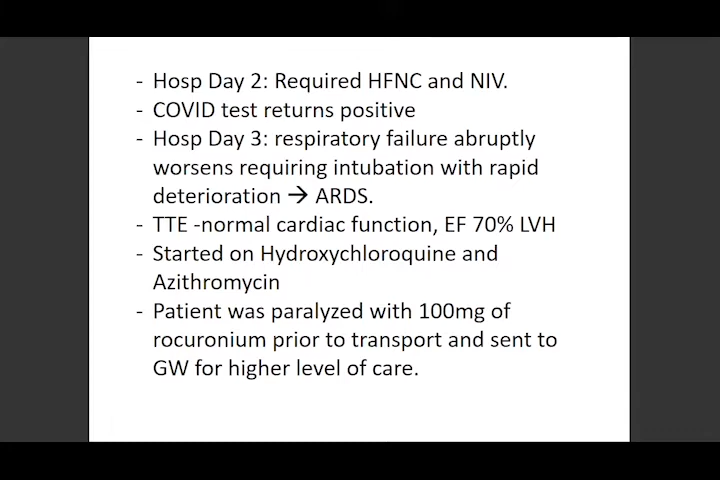 - Hosp Day 2: Required HFNC and NIV.
- COVID test returns positive
- Hosp Day 3: respiratory failure abruptly
worsens requiring intubation with rapid
deterioration → ARDS.
- TTE -normal cardiac function, EF 70% LVH
- Started on Hydroxychloroquine and
Azithromycin
- Patient was paralyzed with 100mg of
rocuronium prior to transport and sent to
GW for higher level of care.